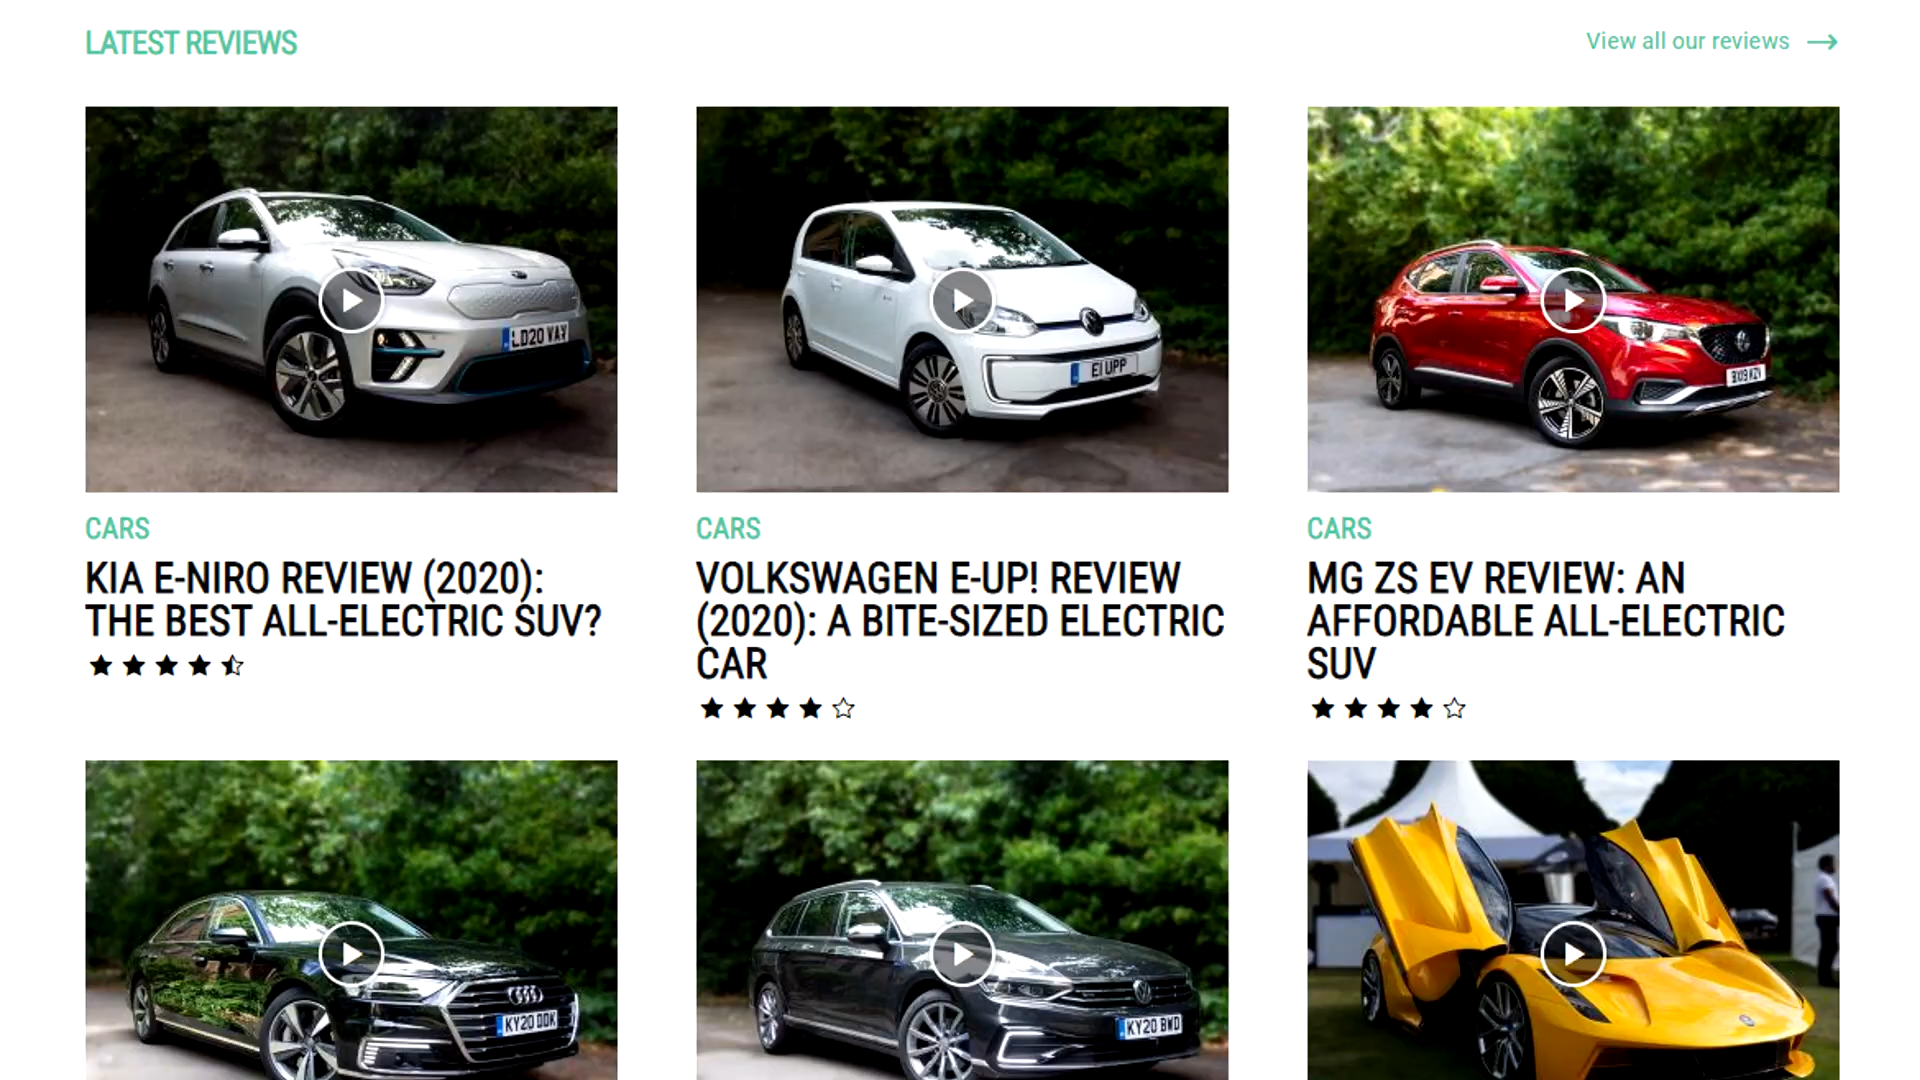 LATEST REVIEWS
View all our reviews
LD20 VAV
E1 UPP
CARS
CARS
CARS
KIA E-NIRO REVIEW (2020):
THE BEST ALL-ELECTRIC SUV?
VOLKSWAGEN E-UP! REVIEW
(2020): A BITE-SIZED ELECTRIC
CAR
MG ZS EV REVIEW: AN
AFFORDABLE ALL-ELECTRIC
SUV
KY20 DDK
KY20 BWD